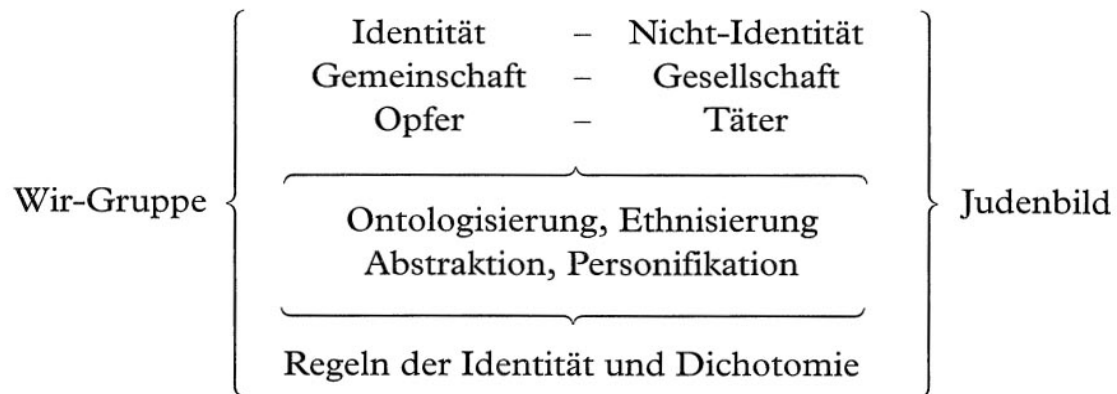 Identität – Nicht-Identität
Gemeinschaft – Gesellschaft
Opfer – Täter
Wir-Gruppe
Judenbild
Ontologisierung, Ethnisierung
Abstraktion, Personifikation
Regeln der Identität und Dichotomie